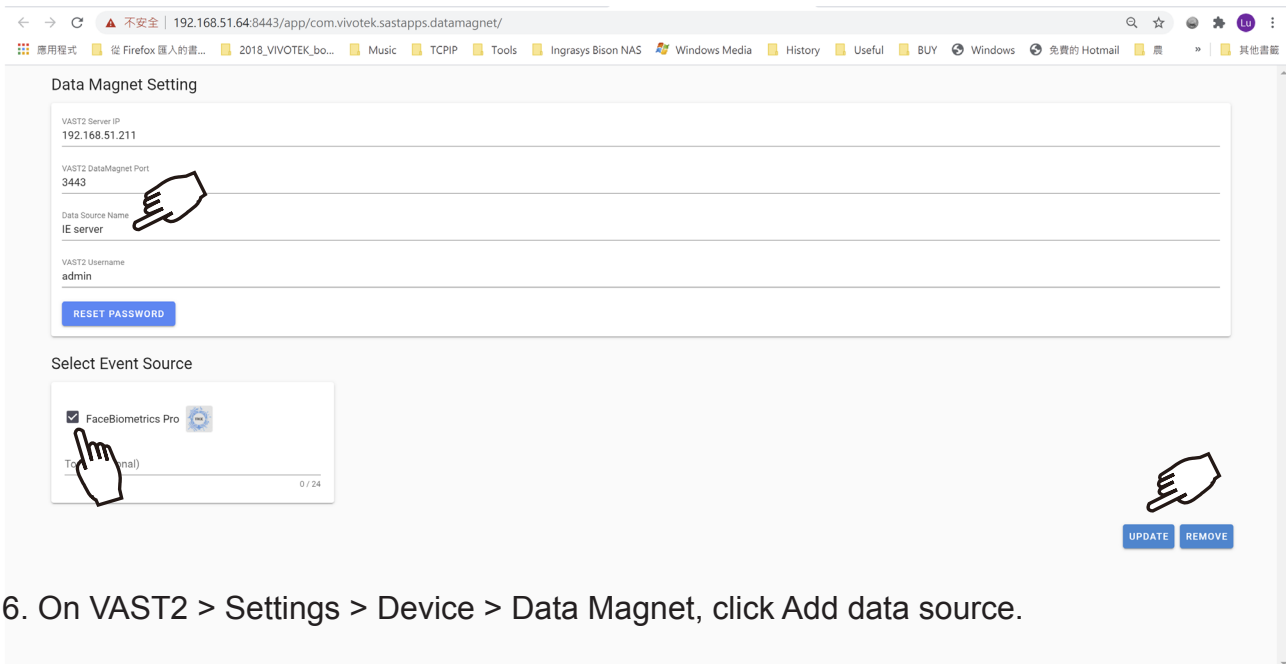 不安全 | 192.168.51.64:8443/app/com.vivotek.sastapps.datamagnet/
Lu
應用程式 從 Firefox 匯入的書... 2018_VIVOTEK_bo... Music TCPIP Tools Ingrasys Bison NAS Windows Media History Useful BUY Windows 免費的 Hotmail 農 » 其他書籤
Data Magnet Setting
VAST2 Server IP
192.168.51.211
VAST2 DataMagnet Port
3443
Data Source Name
IE server
VAST2 Username
admin
RESET PASSWORD
Select Event Source
FaceBiometrics Pro
0 / 24
UPDATE REMOVE
6. On VAST2 > Settings > Device > Data Magnet, click Add data source.